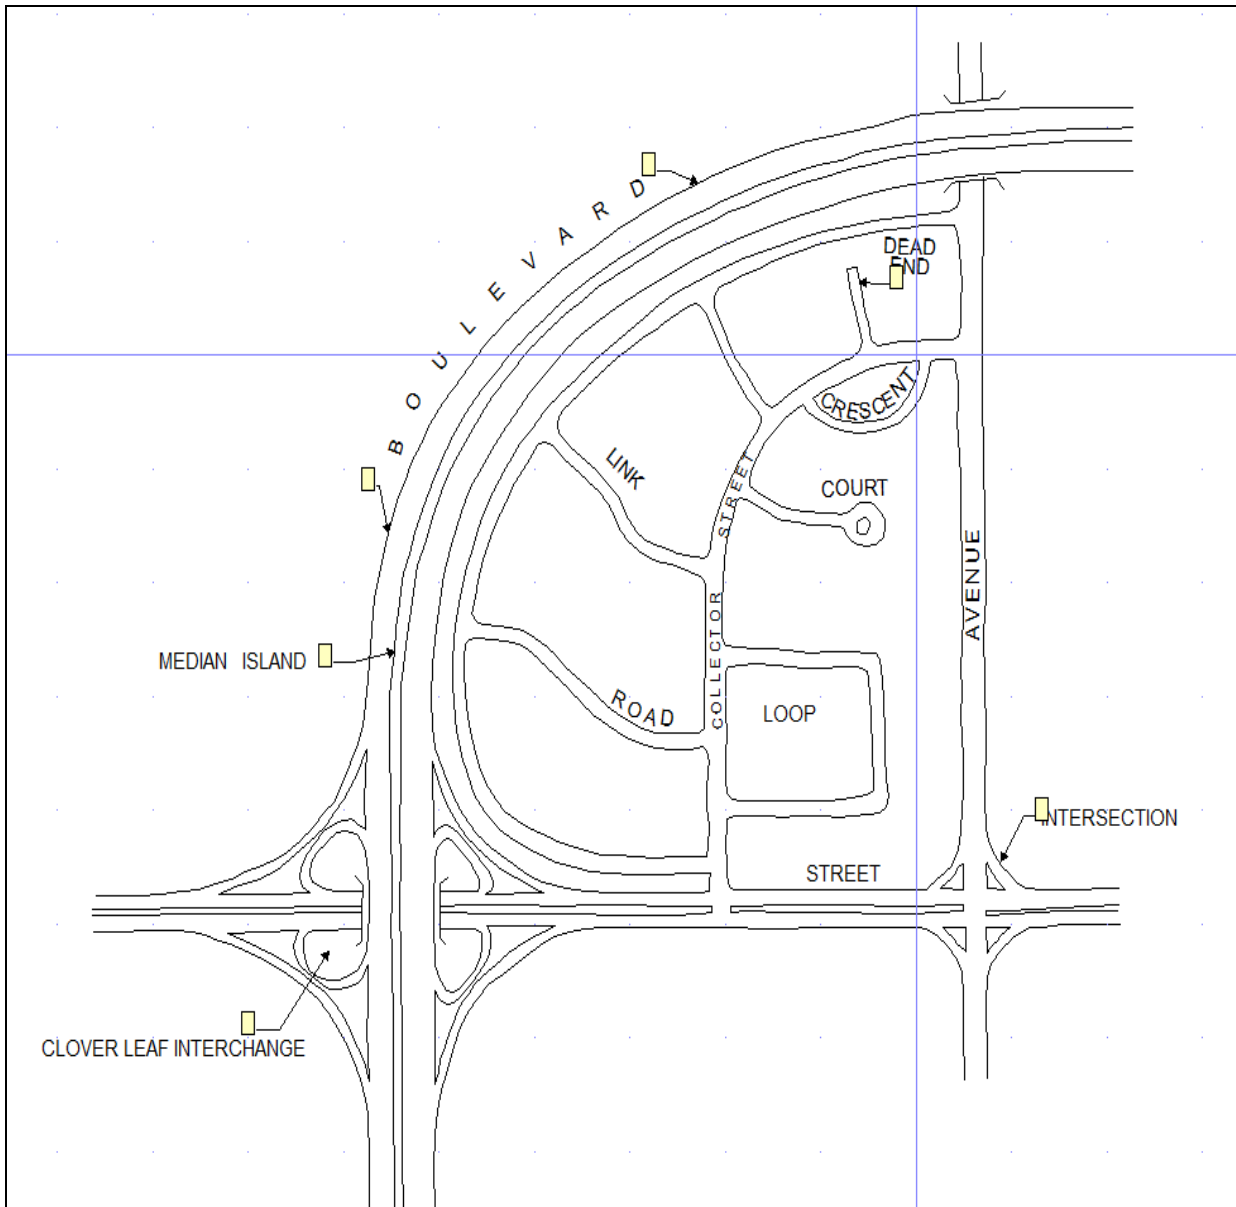 BOULEVARD
DEAD
END
CRESCENT
LINK
STREET
COURT
AVENUE
COLLECTOR
MEDIAN ISLAND
ROAD
LOOP
INTERSECTION
STREET
CLOVER LEAF INTERCHANGE